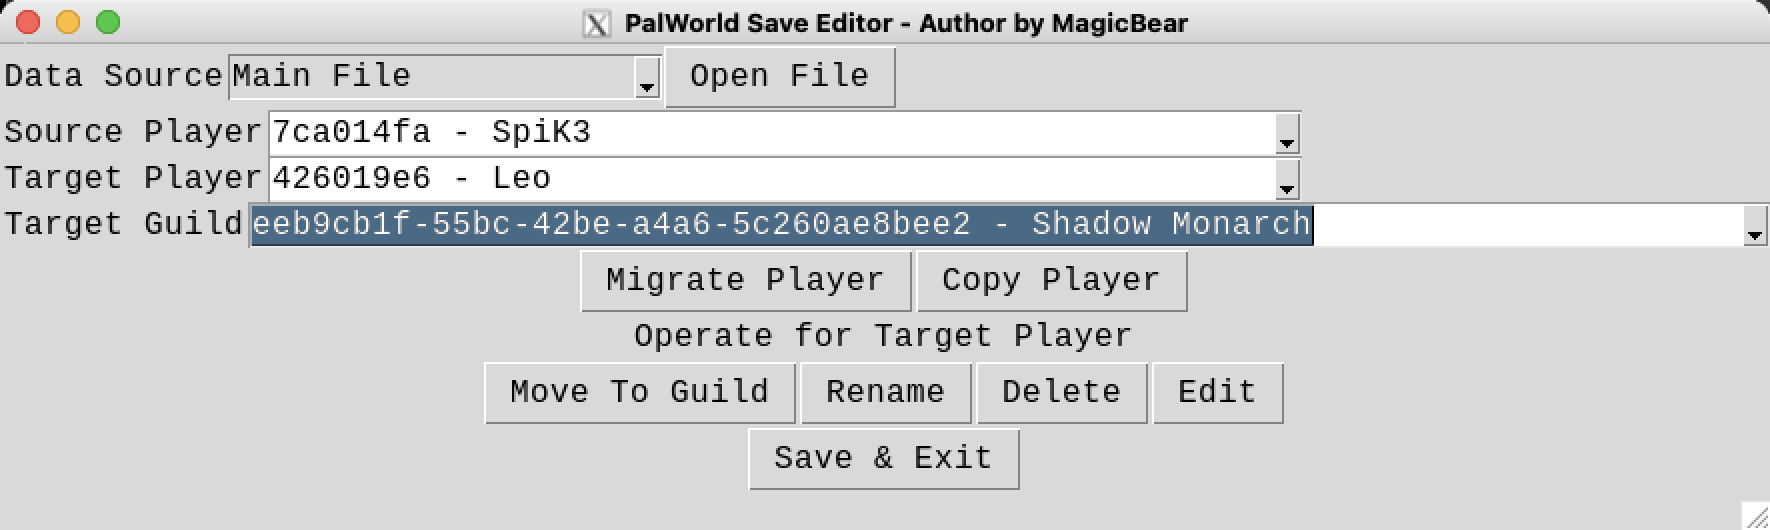 PalWorld Save Editor - Author by MagicBear
Data Source Main File Open File
Source Player 7ca014fa - SpiK3
Target Player 426019e6 - Leo
Target Guild eeb9cb1f-55bc-42be-a4a6-5c260ae8bee2 - Shadow Monarch
Migrate Player Copy Player
Operate for Target Player
Move To Guild Rename Delete Edit
Save & Exit